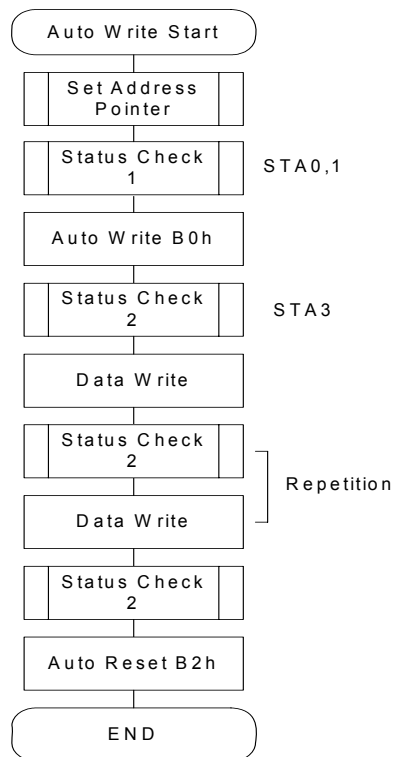 Auto Write Start
Set Address
Pointer
Status Check
1
STA0,1
Auto Write B0h
Status Check
2
STA3
Data Write
Status Check
2
Repetition
Data Write
Status Check
2
Auto Reset B2h
END